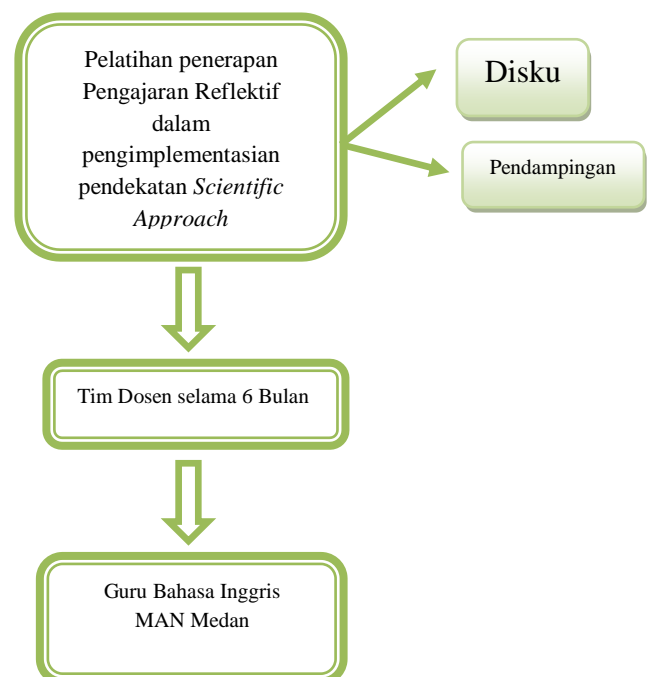 Pelatihan penerapan
Pengajaran Reflektif
dalam
pengimplementasian
pendekatan Scientific
Approach
Disku
Pendampingan
Tim Dosen selama 6 Bulan
Guru Bahasa Inggris
MAN Medan